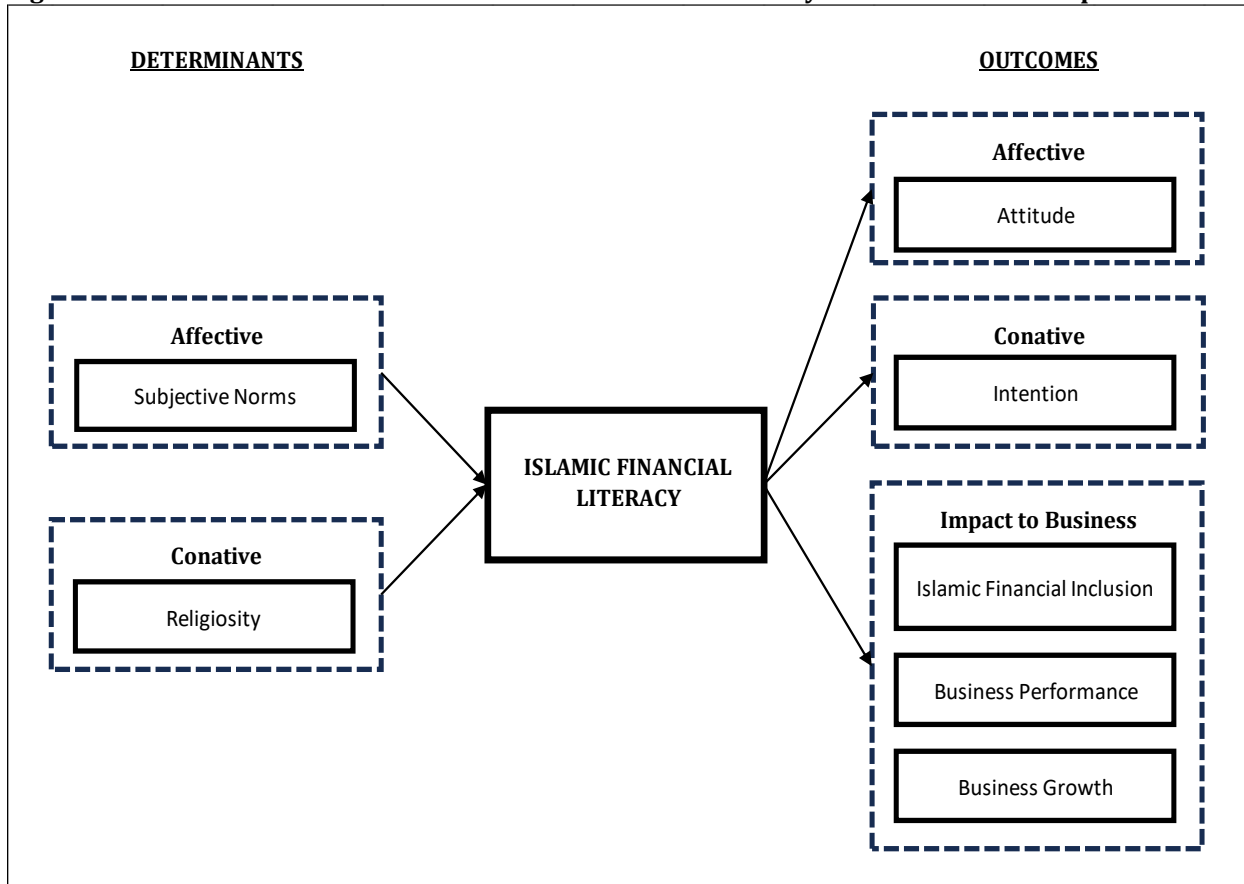 DETERMINANTS
OUTCOMES
Affective
Subjective Norms
Conative
Religiosity
ISLAMIC FINANCIAL
LITERACY
Affective
Attitude
Conative
Intention
Impact to Business
Islamic Financial Inclusion
Business Performance
Business Growth